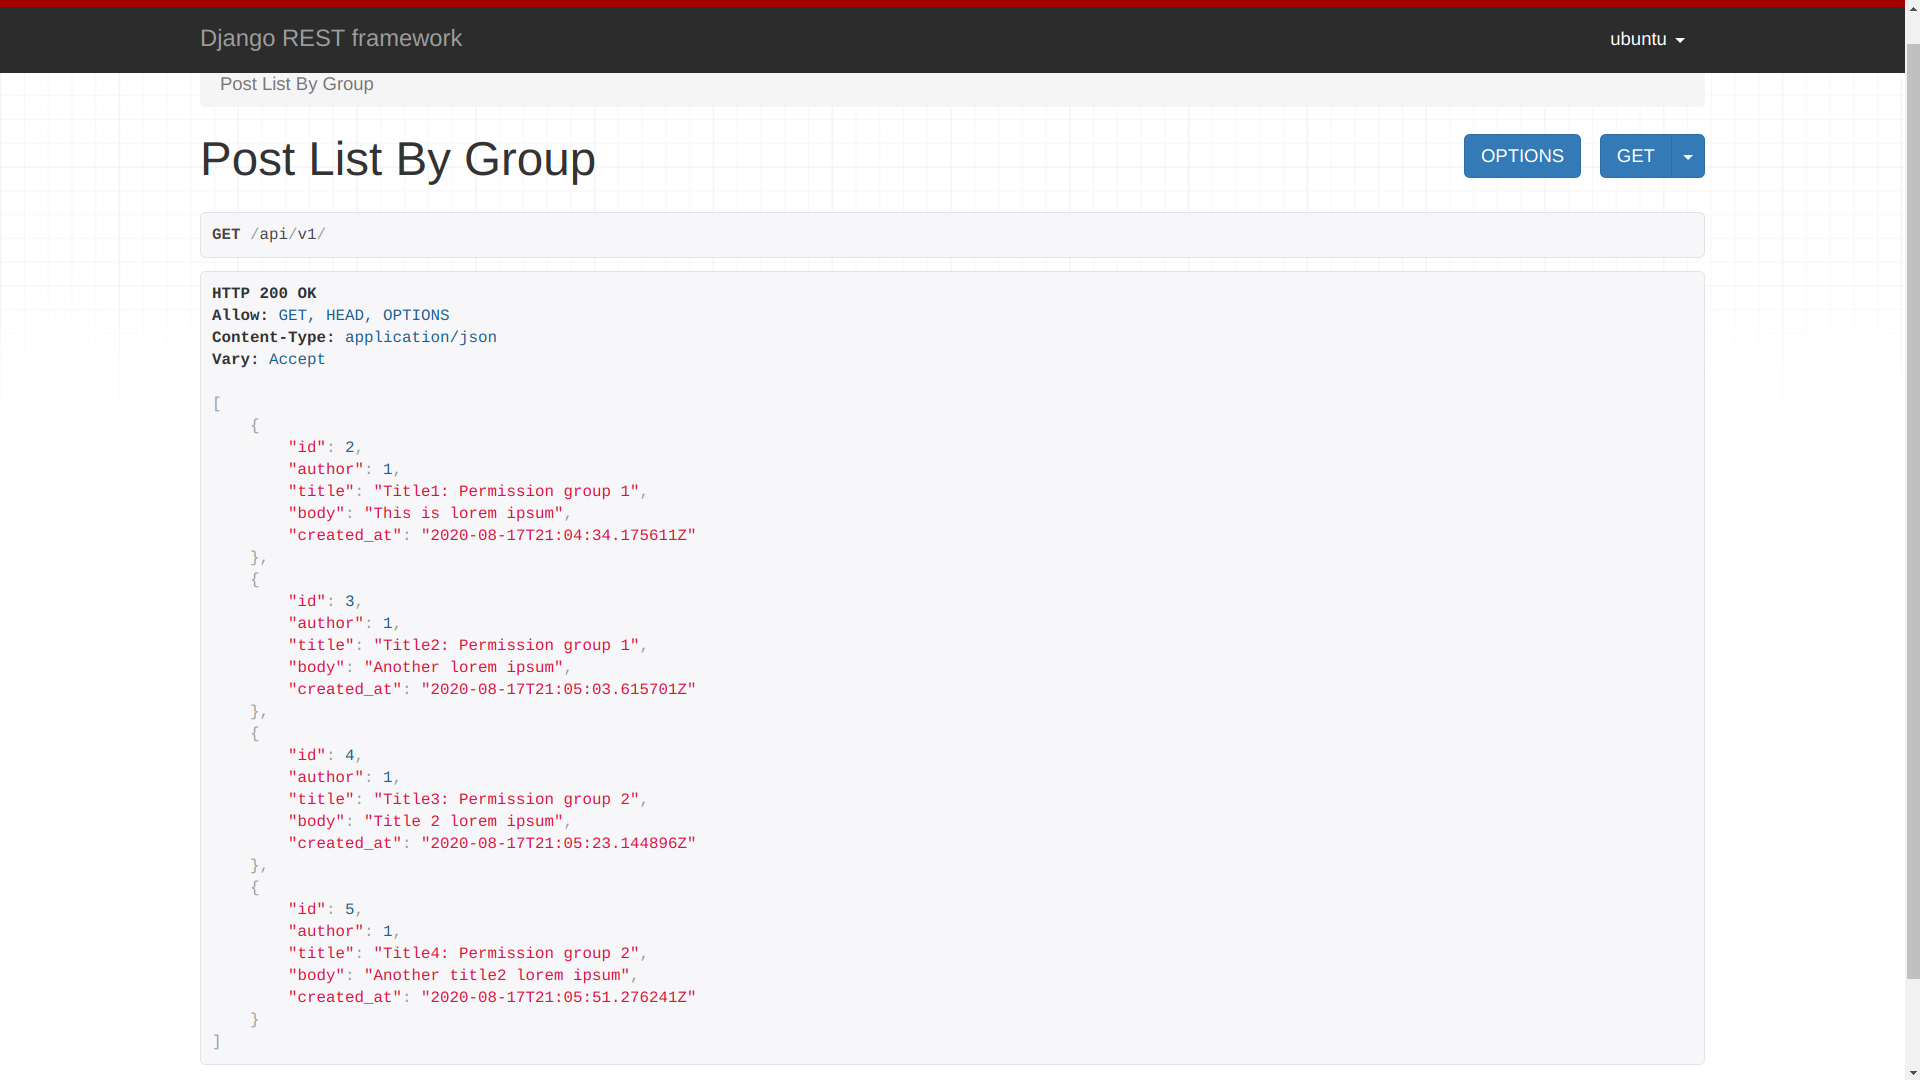 Django REST framework
ubuntu
Post List By Group
Post List By Group
OPTIONS
GET
GET /api/v1/
HTTP 200 OK
Allow: GET, HEAD, OPTIONS
Content-Type: application/json
Vary: Accept
[
    {
        "id": 2,
        "author": 1,
        "title": "Title1: Permission group 1",
        "body": "This is lorem ipsum",
        "created_at": "2020-08-17T21:04:34.175611Z"
    },
    {
        "id": 3,
        "author": 1,
        "title": "Title2: Permission group 1",
        "body": "Another lorem ipsum",
        "created_at": "2020-08-17T21:05:03.615701Z"
    },
    {
        "id": 4,
        "author": 1,
        "title": "Title3: Permission group 2",
        "body": "Title 2 lorem ipsum",
        "created_at": "2020-08-17T21:05:23.144896Z"
    },
    {
        "id": 5,
        "author": 1,
        "title": "Title4: Permission group 2",
        "body": "Another title2 lorem ipsum",
        "created_at": "2020-08-17T21:05:51.276241Z"
    }
]